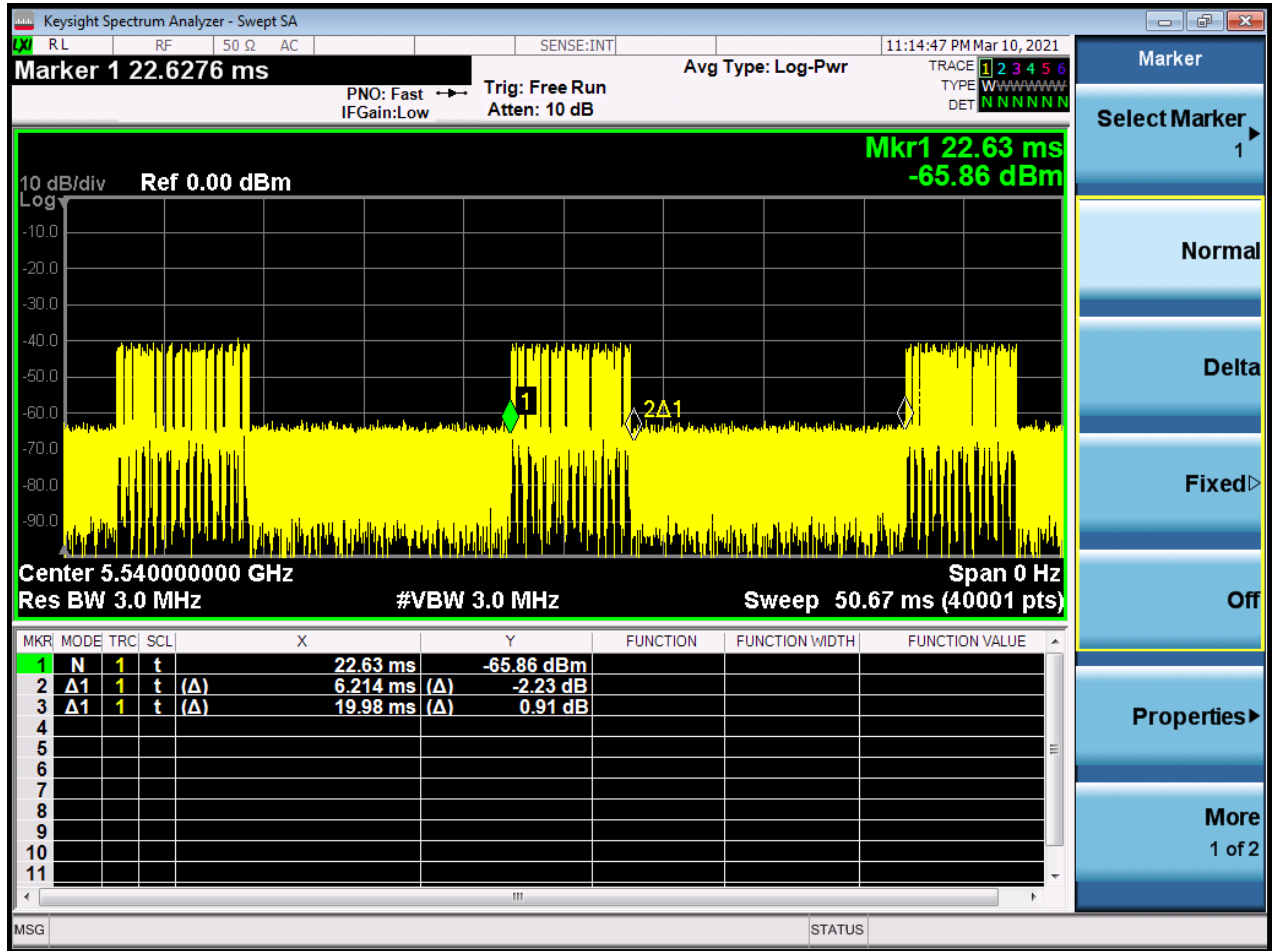 Keysight Spectrum Analyzer - Swept SA
LXI RL RF 50 Ω AC SENSE:INT 11:14:47 PM Mar 10, 2021
Marker 1 22.6276 ms
PNO: Fast
IFGain:Low
Trig: Free Run
Atten: 10 dB
Avg Type: Log-Pwr
TRACE 1 2 3 4 5 6
TYPE WWWWWW
DET N N N N N N
Mkr1 22.63 ms
-65.86 dBm
10 dB/div Ref 0.00 dBm
Log
-10.0
-20.0
-30.0
-40.0
-50.0
-60.0
-70.0
-80.0
-90.0
1
2Δ1
Center 5.540000000 GHz Span 0 Hz
Res BW 3.0 MHz #VBW 3.0 MHz Sweep 50.67 ms (40001 pts)
MKR MODE TRC SCL X Y FUNCTION FUNCTION WIDTH FUNCTION VALUE
1 N 1 t 22.63 ms -65.86 dBm
2 Δ1 1 t (Δ) 6.214 ms (Δ) -2.23 dB
3 Δ1 1 t (Δ) 19.98 ms (Δ) 0.91 dB
4
5
6
7
8
9
10
11
MSG STATUS
Marker
Select Marker
1
Normal
Delta
Fixed
Off
Properties
More
1 of 2